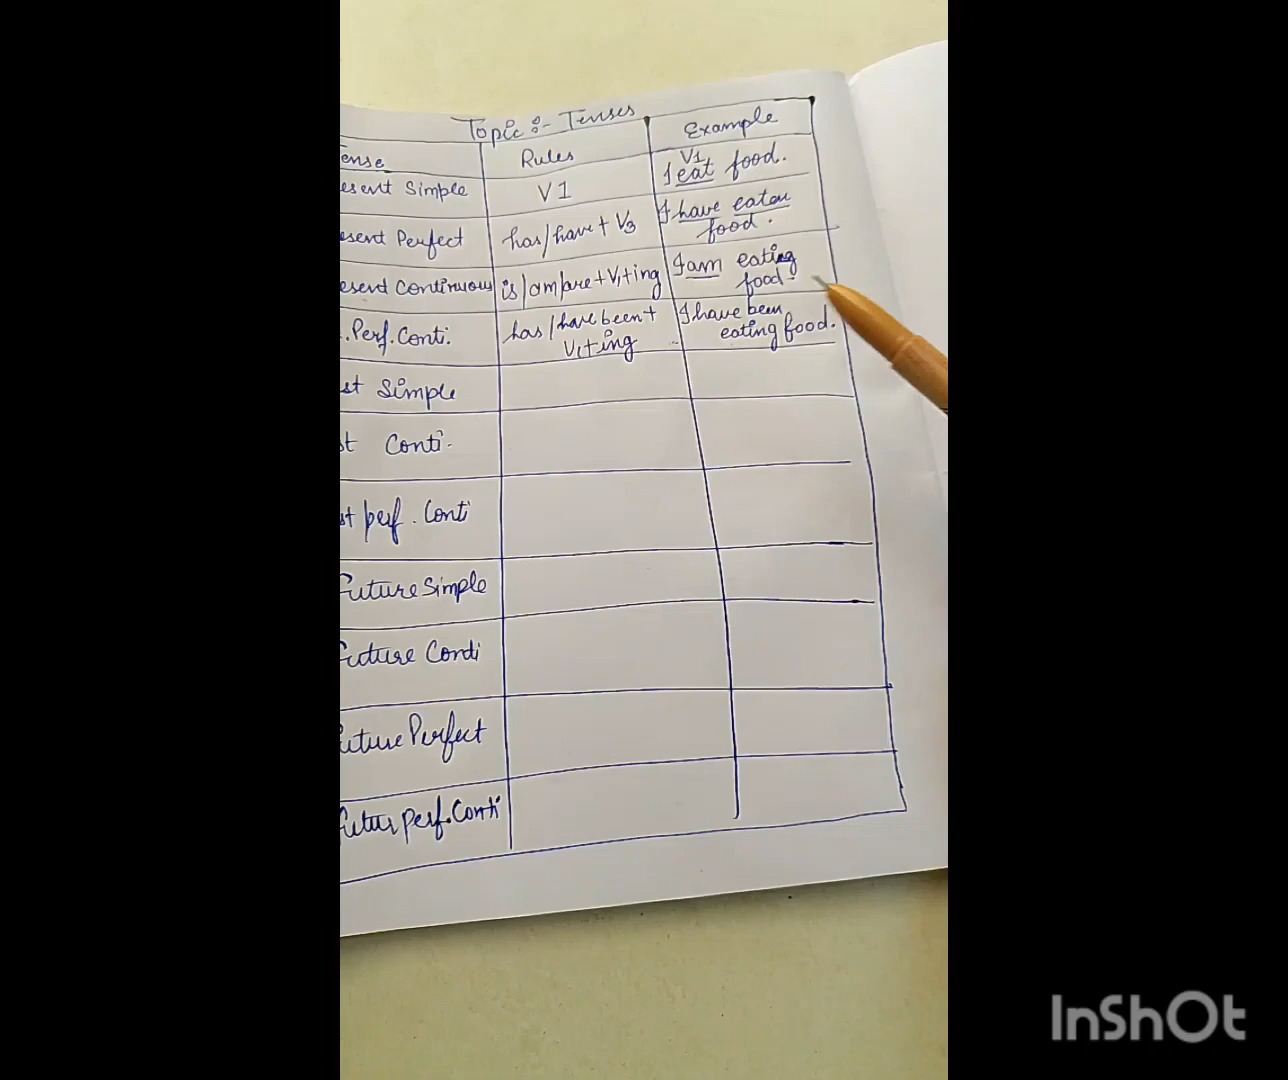 Topic :- Tenses
ense Rules Example
esent Simple V1 V1
I eat food.
esent Perfect has/have + V3 I have eaten
food.
esent Continuous is/am/are + V1+ing I am eating
food.
.Perf. Conti. has/have been + I have been
V1+ing eating food.
st Simple
st Conti.
st perf. Conti
Future Simple
Future Conti
uture Perfect
Futur perf. Conti
InShOt